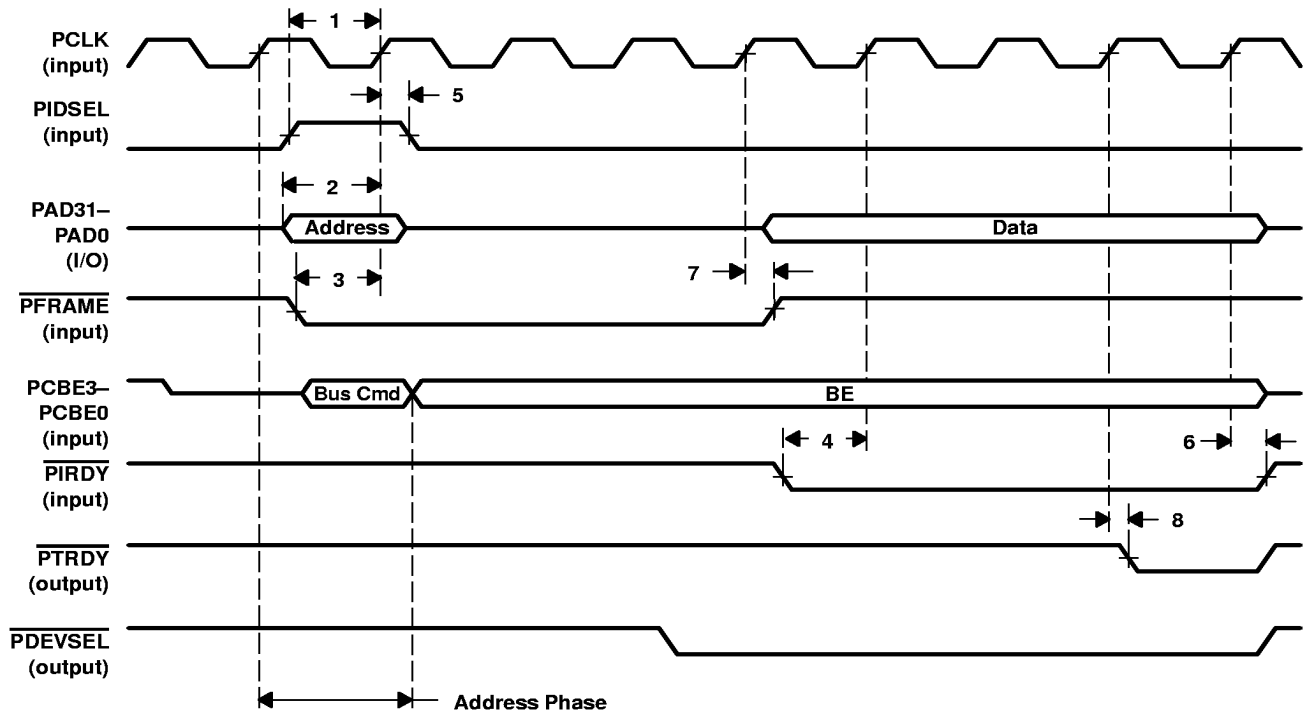 1
PCLK
(input)
5
PIDSEL
(input)
2
PAD31–
PAD0
(I/O)
Address
Data
3
7
PFRAME
(input)
PCBE3–
PCBE0
(input)
Bus Cmd
BE
4
6
PIRDY
(input)
8
PTRDY
(output)
PDEVSEL
(output)
Address Phase